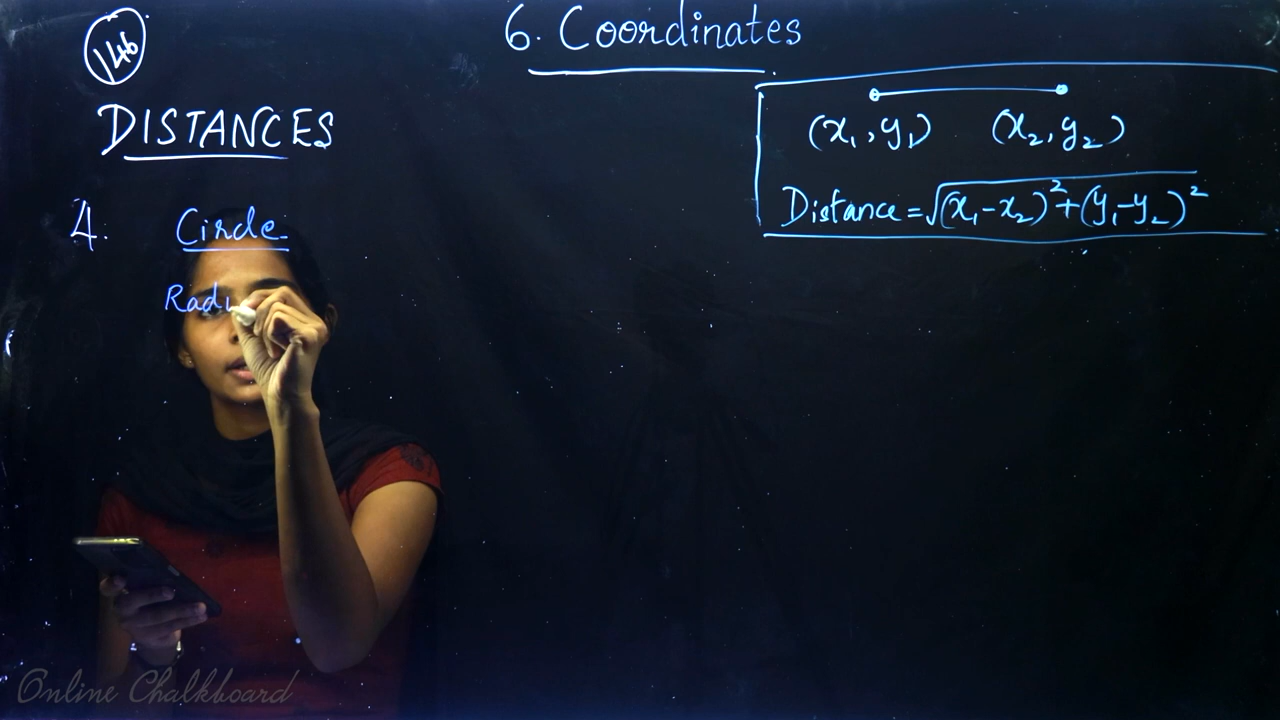 146
6. Coordinates
DISTANCES
(x₁, y₁) (x₂, y₂)
Distance = √(x₁-x₂)² + (y₁-y₂)²
4. Circle
Radi
Online Chalkboard